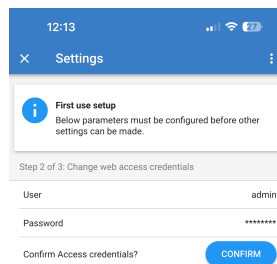 12:13
27
Settings
First use setup
Below parameters must be configured before other
settings can be made.
Step 2 of 3: Change web access credentials
User admin
Password ********
Confirm Access credentials? CONFIRM